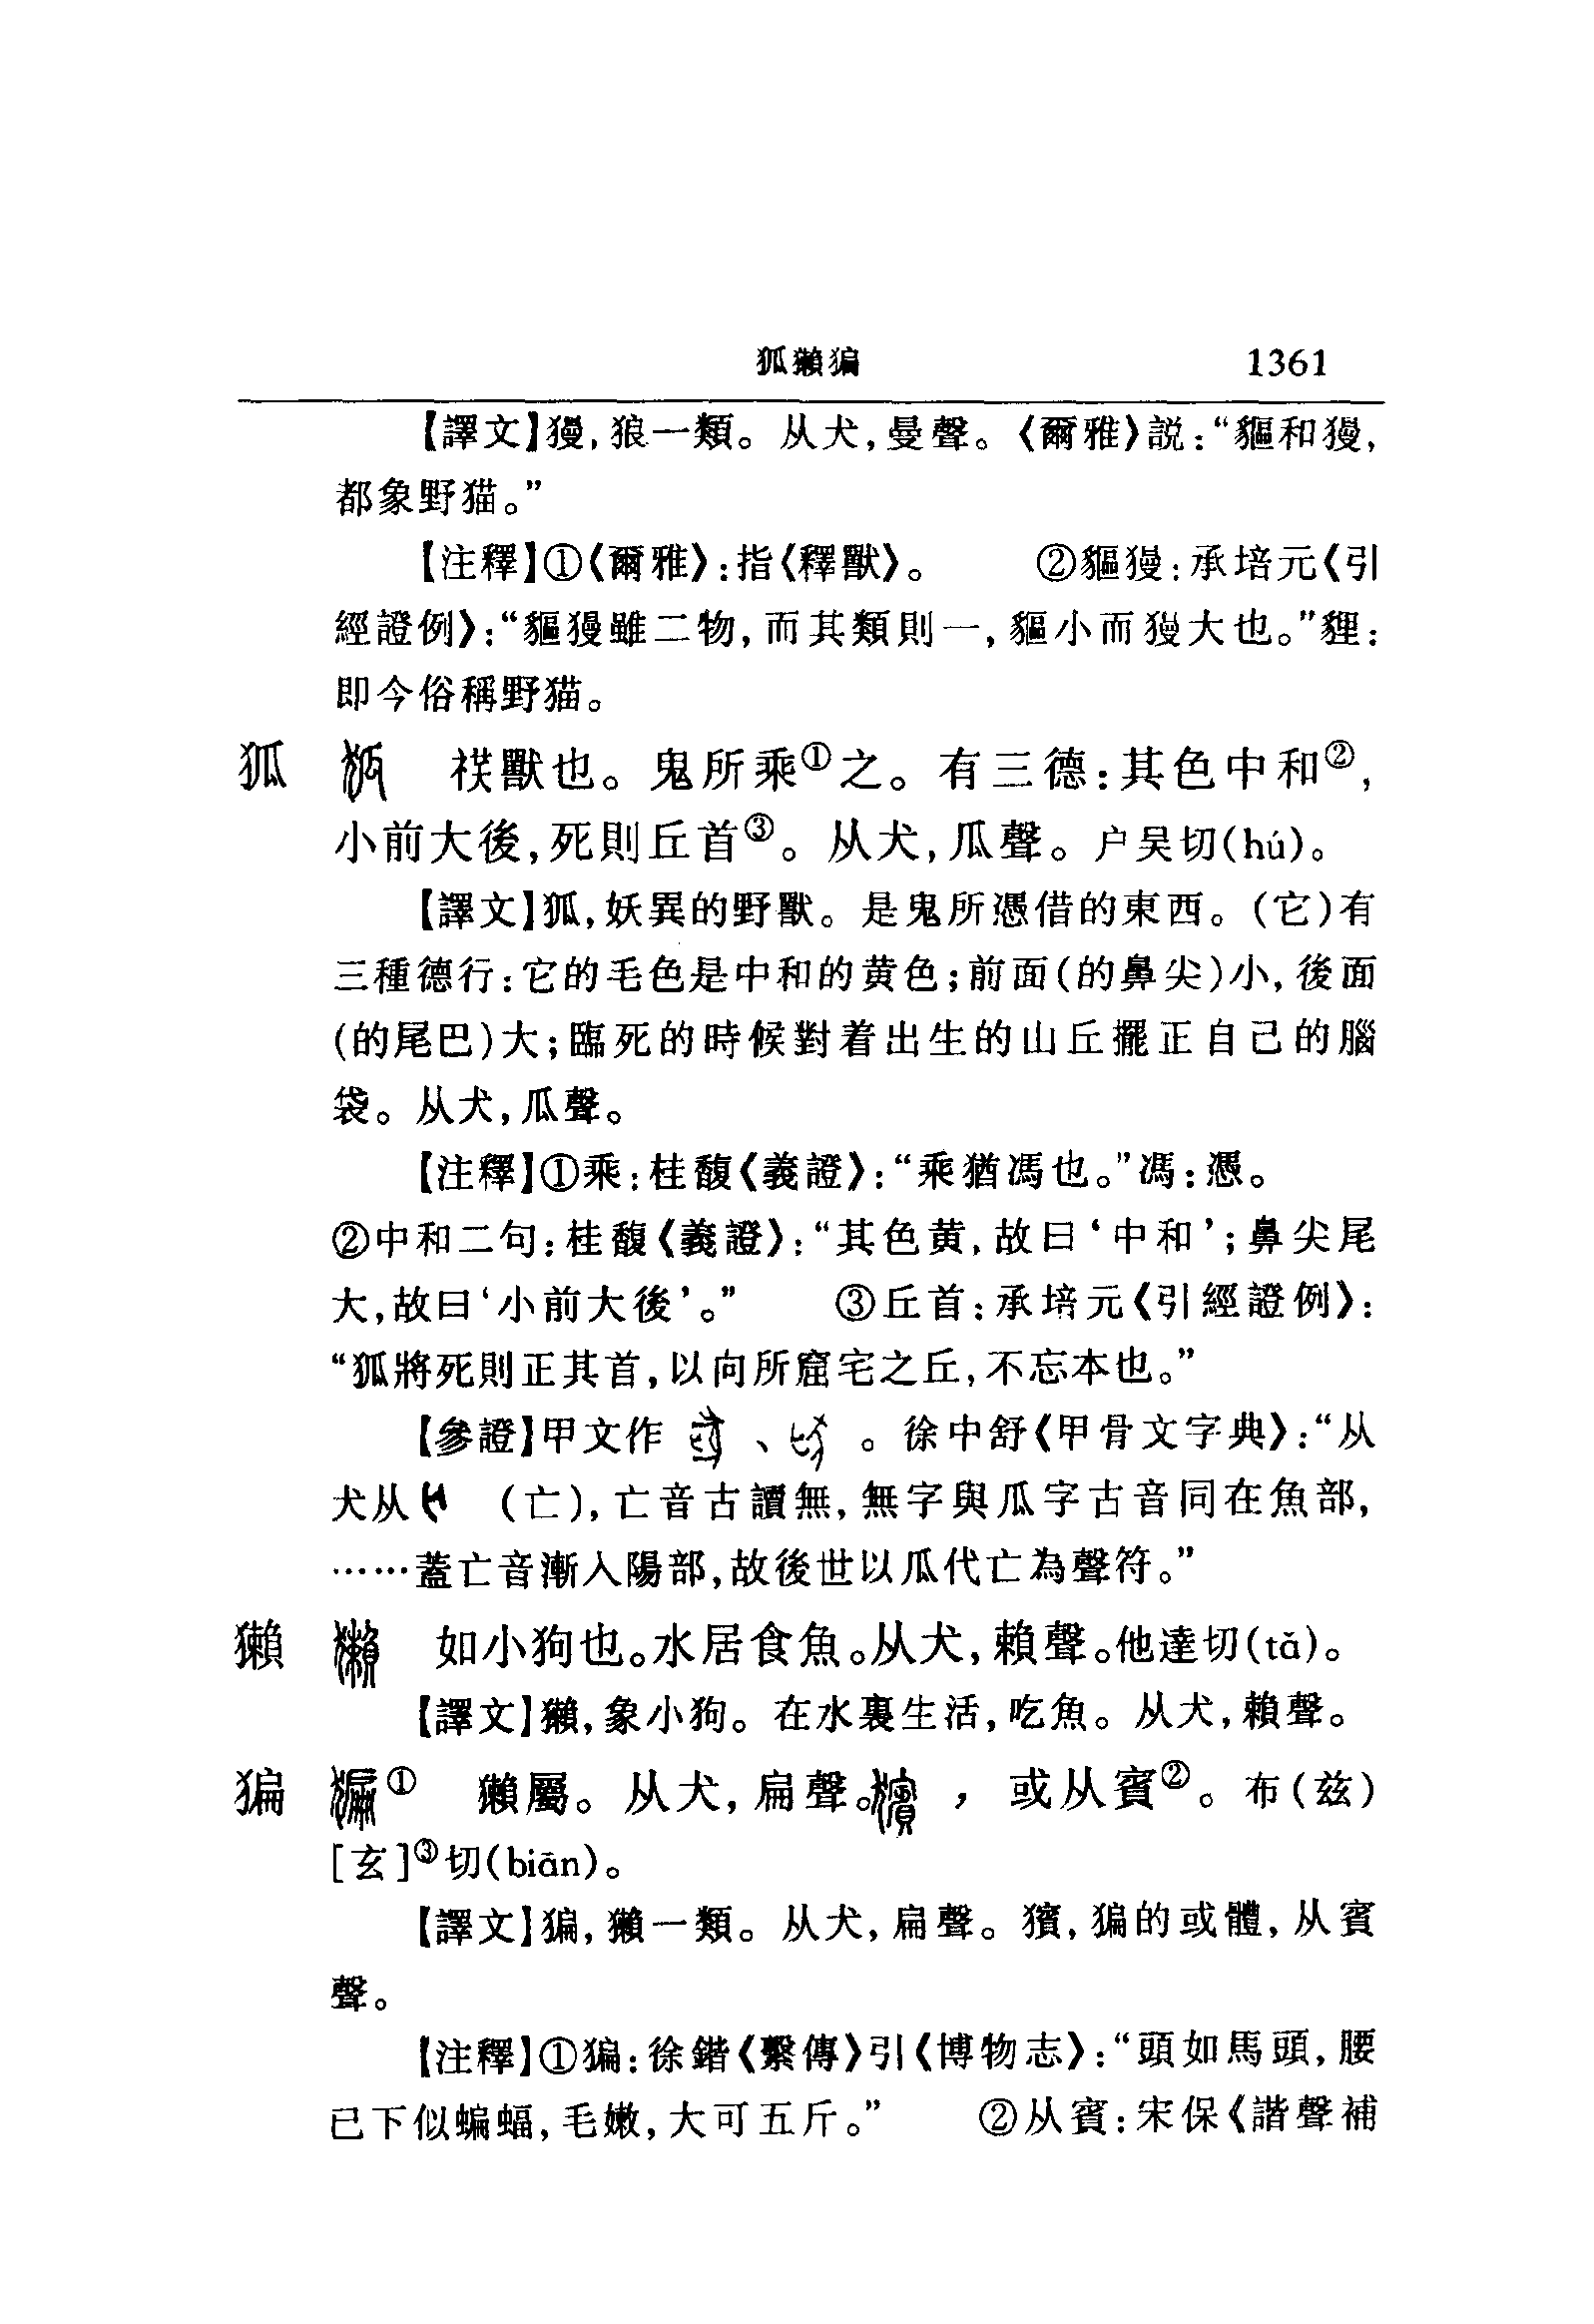 狐獺猵 1361
【譯文】獌,狼一類。从犬,曼聲。《爾雅》説:“貙和獌,
都象野猫。”
【注釋】①《爾雅》:指《釋獸》。 ②貙獌:承培元《引
經證例》:“貙獌雖二物,而其類則一,貙小而獌大也。”貍:
即今俗稱野猫。
狐 䄏獸也。鬼所乘①之。有三德:其色中和②,
小前大後,死則丘首③。从犬,瓜聲。户吴切(hú)。
【譯文】狐,妖異的野獸。是鬼所憑借的東西。(它)有
三種德行:它的毛色是中和的黄色;前面(的鼻尖)小,後面
(的尾巴)大;臨死的時候對着出生的山丘擺正自己的腦
袋。从犬,瓜聲。
【注釋】①乘:桂馥《義證》:“乘猶馮也。”馮:憑。
②中和二句:桂馥《義證》:“其色黄,故曰‘中和’;鼻尖尾
大,故曰‘小前大後’。” ③丘首:承培元《引經證例》:
“狐將死則正其首,以向所窟宅之丘,不忘本也。”
【參證】甲文作 、 。徐中舒《甲骨文字典》:“从
犬从 (亡),亡音古讀無,無字與瓜字古音同在魚部,
……蓋亡音漸入陽部,故後世以瓜代亡為聲符。”
獺 如小狗也。水居食魚。从犬,賴聲。他達切(tǎ)。
【譯文】獺,象小狗。在水裏生活,吃魚。从犬,賴聲。
猵 ① 獺屬。从犬,扁聲。 ,或从賓②。布(兹)
[玄]③切(biān)。
【譯文】猵,獺一類。从犬,扁聲。獱,猵的或體,从賓
聲。
【注釋】①猵:徐鍇《繫傳》引《博物志》:“頭如馬頭,腰
已下似蝙蝠,毛嫩,大可五斤。” ②从賓:宋保《諧聲補